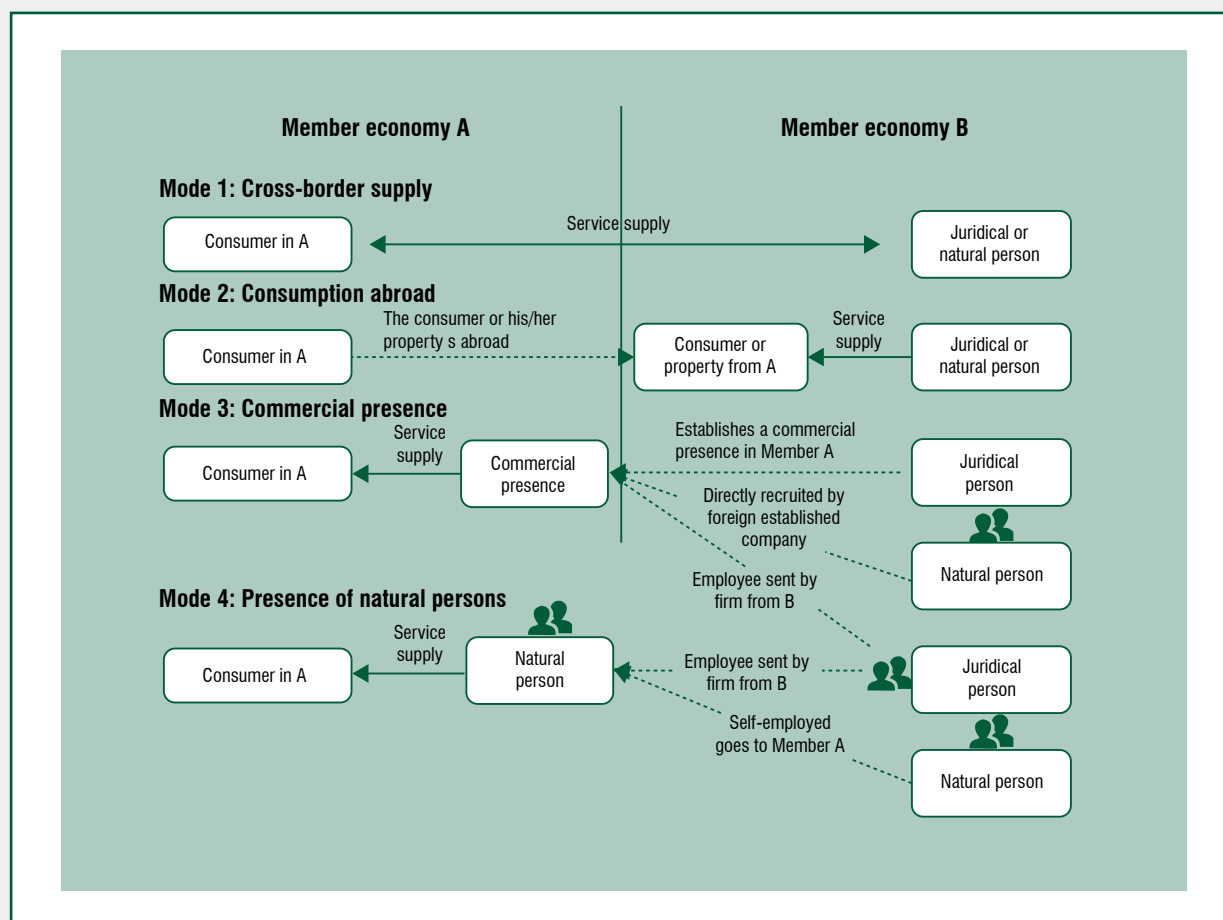 Member economy A
Member economy B
Mode 1: Cross-border supply
Consumer in A
Service supply
Juridical or
natural person
Mode 2: Consumption abroad
Consumer in A
The consumer or his/her
property s abroad
Consumer or
property from A
Service
supply
Juridical or
natural person
Mode 3: Commercial presence
Consumer in A
Service
supply
Commercial
presence
Establishes a commercial
presence in Member A
Juridical
person
Directly recruited by
foreign established
company
Natural person
Employee sent by
firm from B
Mode 4: Presence of natural persons
Consumer in A
Service
supply
Natural
person
Employee sent by
firm from B
Juridical
person
Self-employed
goes to Member A
Natural person